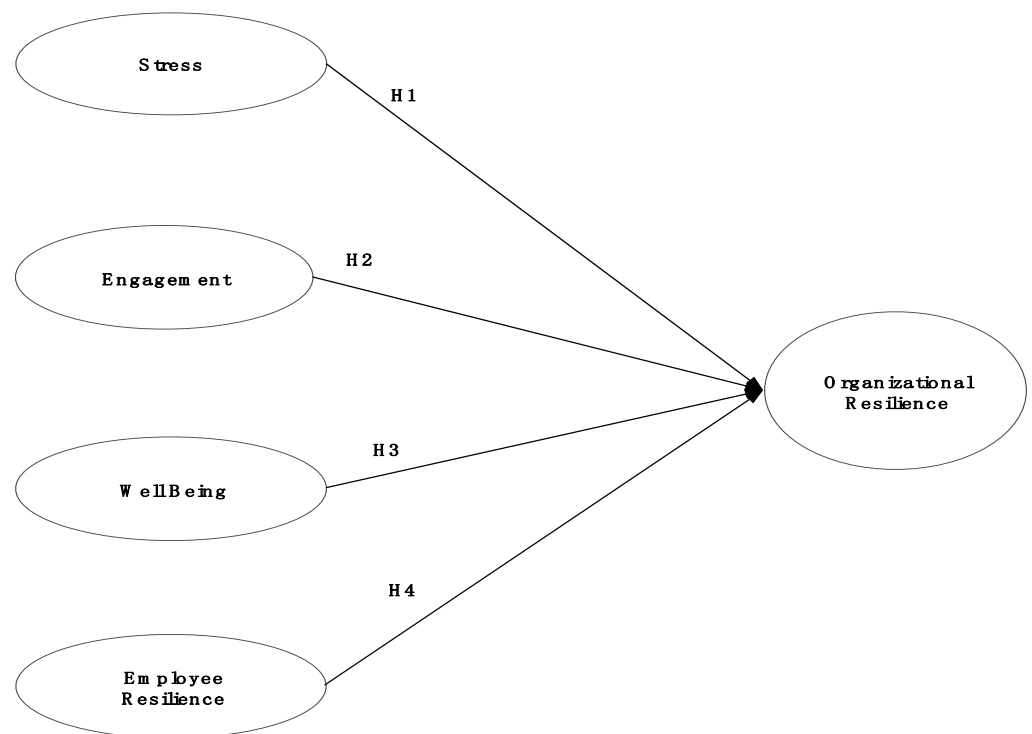 Stress
H1
Engagement
H2
Organizational
Resilience
H3
WellBeing
H4
Employee
Resilience